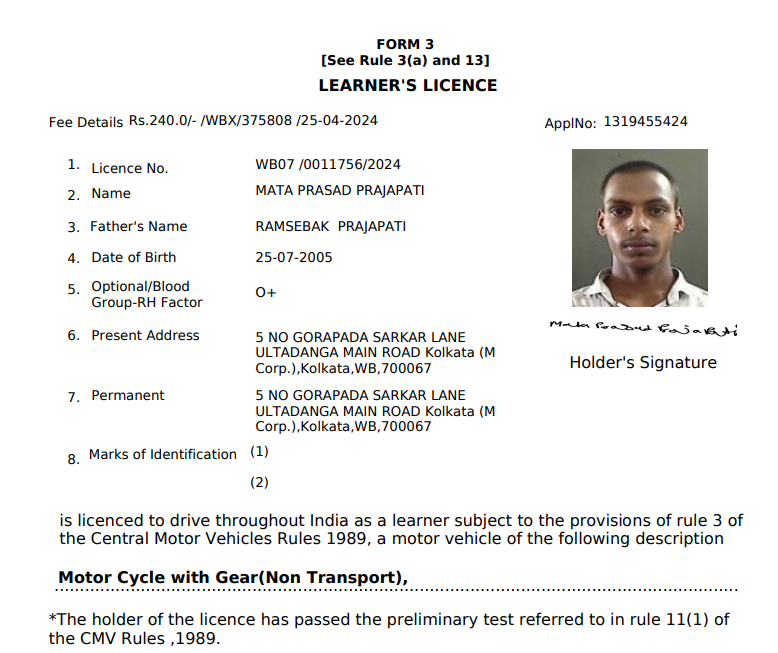 FORM 3
[See Rule 3(a) and 13]
LEARNER'S LICENCE
Fee Details Rs.240.0/- /WBX/375808 /25-04-2024
ApplNo: 1319455424
1. Licence No. WB07 /0011756/2024
2. Name MATA PRASAD PRAJAPATI
3. Father's Name RAMSEBAK PRAJAPATI
4. Date of Birth 25-07-2005
5. Optional/Blood
Group-RH Factor O+
6. Present Address 5 NO GORAPADA SARKAR LANE
ULTADANGA MAIN ROAD Kolkata (M
Corp.),Kolkata,WB,700067
7. Permanent 5 NO GORAPADA SARKAR LANE
ULTADANGA MAIN ROAD Kolkata (M
Corp.),Kolkata,WB,700067
8. Marks of Identification (1)
(2)
Mata Prasad Prajapati
Holder's Signature
is licenced to drive throughout India as a learner subject to the provisions of rule 3 of
the Central Motor Vehicles Rules 1989, a motor vehicle of the following description
Motor Cycle with Gear(Non Transport),
*The holder of the licence has passed the preliminary test referred to in rule 11(1) of
the CMV Rules ,1989.